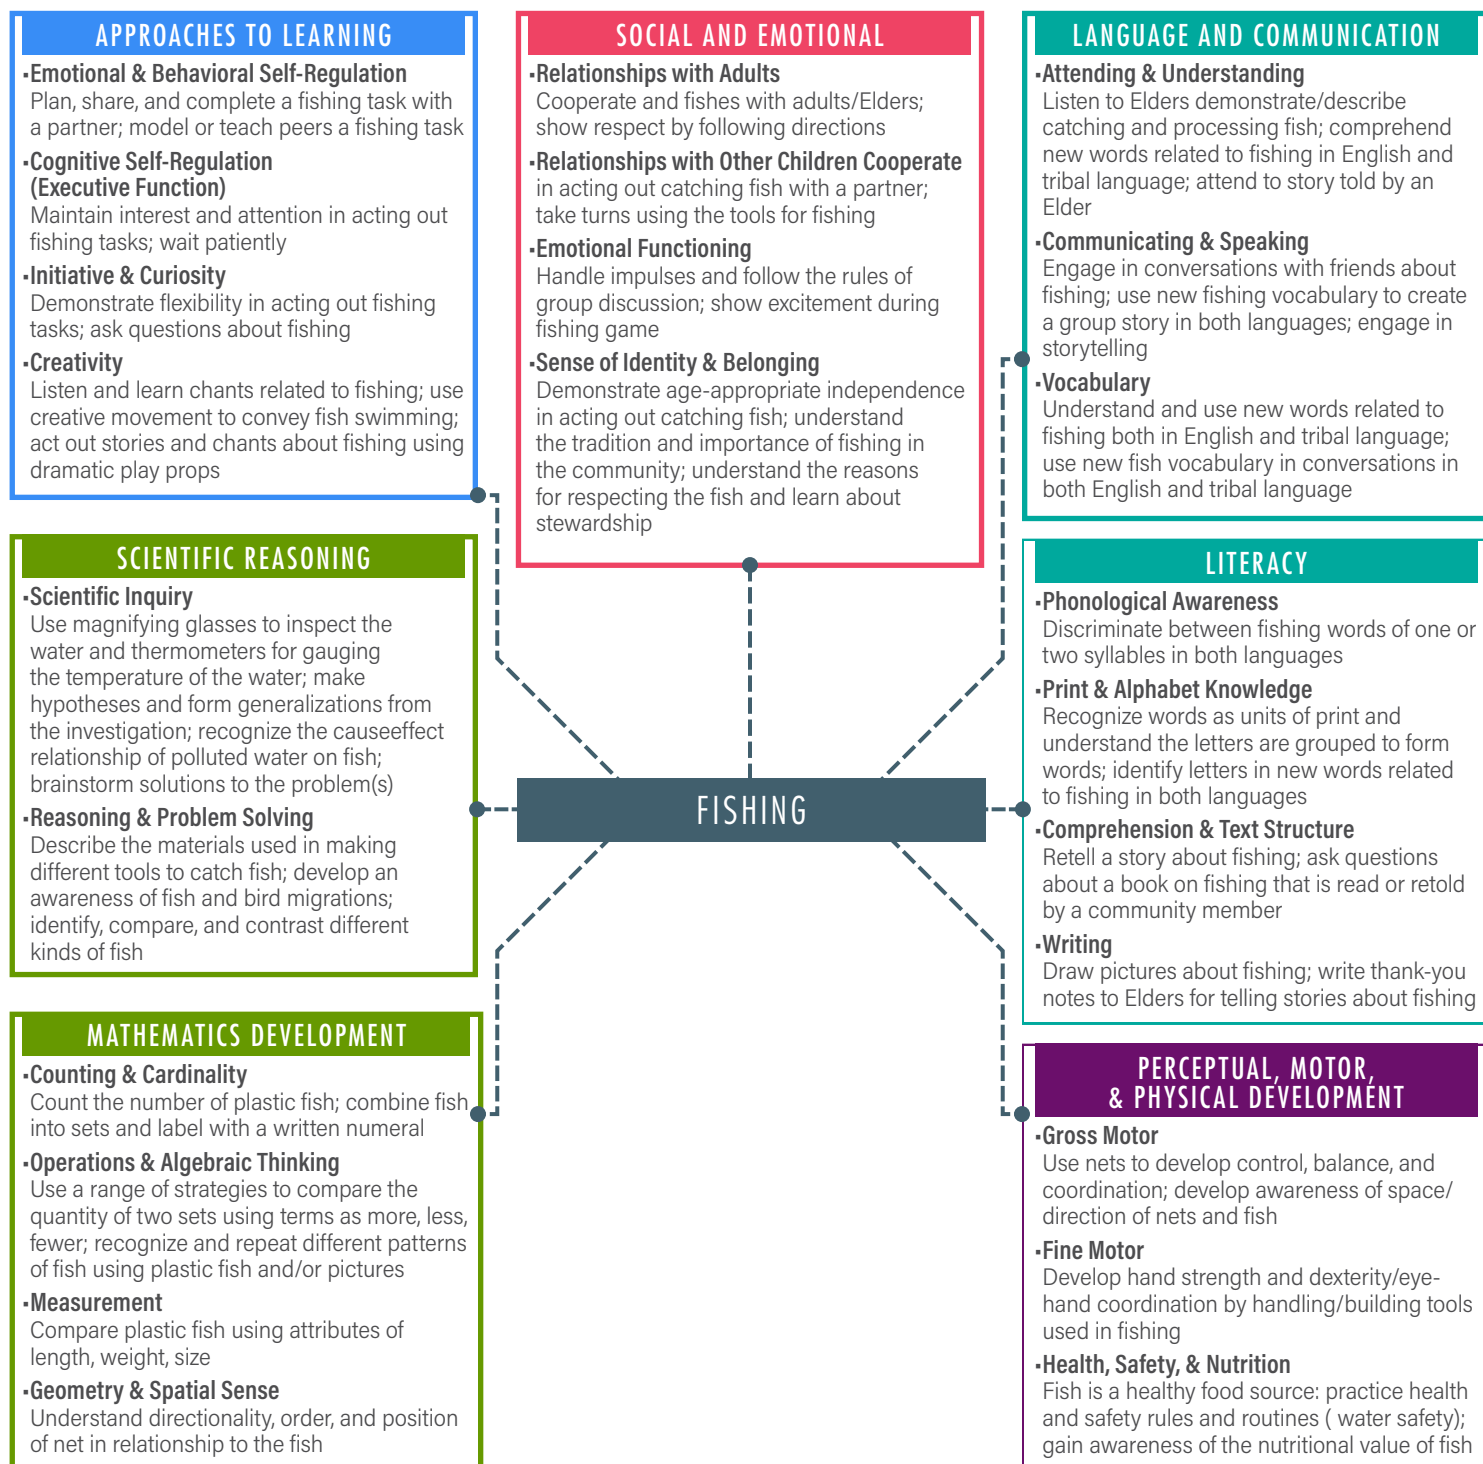 APPROACHES TO LEARNING
▪Emotional & Behavioral Self-Regulation
Plan, share, and complete a fishing task with
a partner; model or teach peers a fishing task
▪Cognitive Self-Regulation
(Executive Function)
Maintain interest and attention in acting out
fishing tasks; wait patiently
▪Initiative & Curiosity
Demonstrate flexibility in acting out fishing
tasks; ask questions about fishing
▪Creativity
Listen and learn chants related to fishing; use
creative movement to convey fish swimming;
act out stories and chants about fishing using
dramatic play props
SOCIAL AND EMOTIONAL
▪Relationships with Adults
Cooperate and fishes with adults/Elders;
show respect by following directions
▪Relationships with Other Children Cooperate
in acting out catching fish with a partner;
take turns using the tools for fishing
▪Emotional Functioning
Handle impulses and follow the rules of
group discussion; show excitement during
fishing game
▪Sense of Identity & Belonging
Demonstrate age-appropriate independence
in acting out catching fish; understand
the tradition and importance of fishing in
the community; understand the reasons
for respecting the fish and learn about
stewardship
LANGUAGE AND COMMUNICATION
▪Attending & Understanding
Listen to Elders demonstrate/describe
catching and processing fish; comprehend
new words related to fishing in English and
tribal language; attend to story told by an
Elder
▪Communicating & Speaking
Engage in conversations with friends about
fishing; use new fishing vocabulary to create
a group story in both languages; engage in
storytelling
▪Vocabulary
Understand and use new words related to
fishing both in English and tribal language;
use new fish vocabulary in conversations in
both English and tribal language
SCIENTIFIC REASONING
▪Scientific Inquiry
Use magnifying glasses to inspect the
water and thermometers for gauging
the temperature of the water; make
hypotheses and form generalizations from
the investigation; recognize the causeeffect
relationship of polluted water on fish;
brainstorm solutions to the problem(s)
▪Reasoning & Problem Solving
Describe the materials used in making
different tools to catch fish; develop an
awareness of fish and bird migrations;
identify, compare, and contrast different
kinds of fish
FISHING
LITERACY
▪Phonological Awareness
Discriminate between fishing words of one or
two syllables in both languages
▪Print & Alphabet Knowledge
Recognize words as units of print and
understand the letters are grouped to form
words; identify letters in new words related
to fishing in both languages
▪Comprehension & Text Structure
Retell a story about fishing; ask questions
about a book on fishing that is read or retold
by a community member
▪Writing
Draw pictures about fishing; write thank-you
notes to Elders for telling stories about fishing
MATHEMATICS DEVELOPMENT
▪Counting & Cardinality
Count the number of plastic fish; combine fish
into sets and label with a written numeral
▪Operations & Algebraic Thinking
Use a range of strategies to compare the
quantity of two sets using terms as more, less,
fewer; recognize and repeat different patterns
of fish using plastic fish and/or pictures
▪Measurement
Compare plastic fish using attributes of
length, weight, size
▪Geometry & Spatial Sense
Understand directionality, order, and position
of net in relationship to the fish
PERCEPTUAL, MOTOR,
& PHYSICAL DEVELOPMENT
▪Gross Motor
Use nets to develop control, balance, and
coordination; develop awareness of space/
direction of nets and fish
▪Fine Motor
Develop hand strength and dexterity/eye-
hand coordination by handling/building tools
used in fishing
▪Health, Safety, & Nutrition
Fish is a healthy food source: practice health
and safety rules and routines ( water safety);
gain awareness of the nutritional value of fish